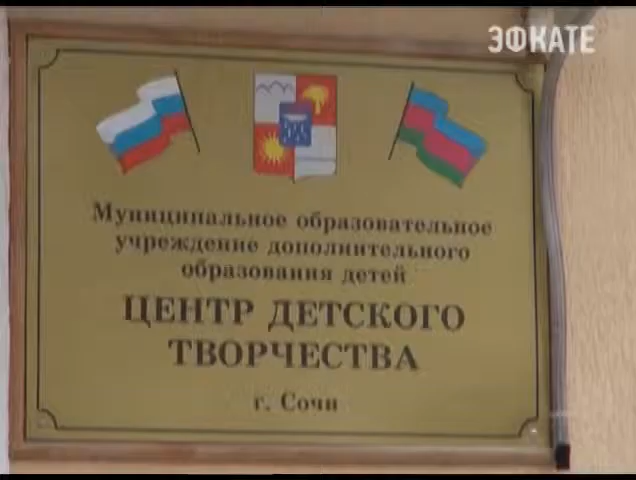 ЭФКАТЕ
Муниципальное образовательное
учреждение дополнительного
образования детей
ЦЕНТР ДЕТСКОГО
ТВОРЧЕСТВА
г. Сочи